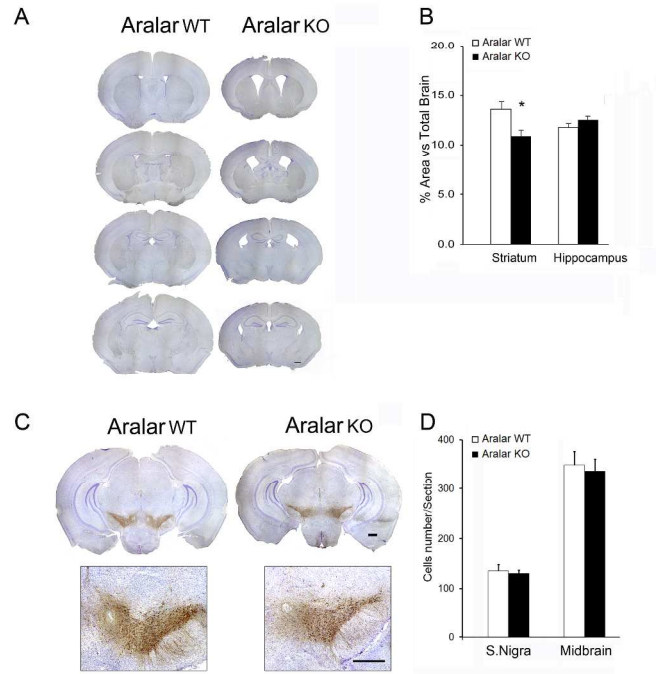 A
Aralar WT
Aralar KO
B
20.0
15.0
10.0
5.0
0.0
% Area vs Total Brain
Aralar WT
Aralar KO
*
Striatum
Hippocampus
C
Aralar WT
Aralar KO
D
400
300
200
100
0
Cells number/Section
Aralar WT
Aralar KO
S.Nigra
Midbrain